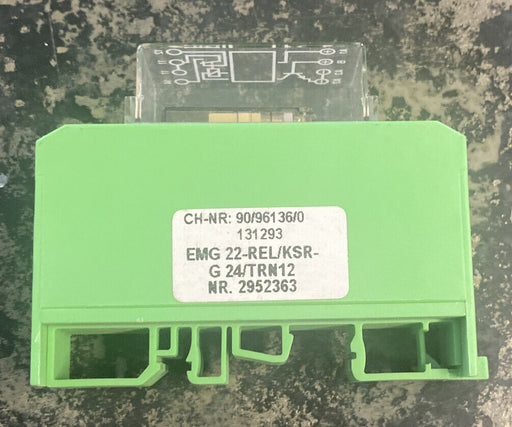 CH-NR: 90/96136/0
131293
EMG 22-REL/KSR-
G 24/TRN12
NR. 2952363